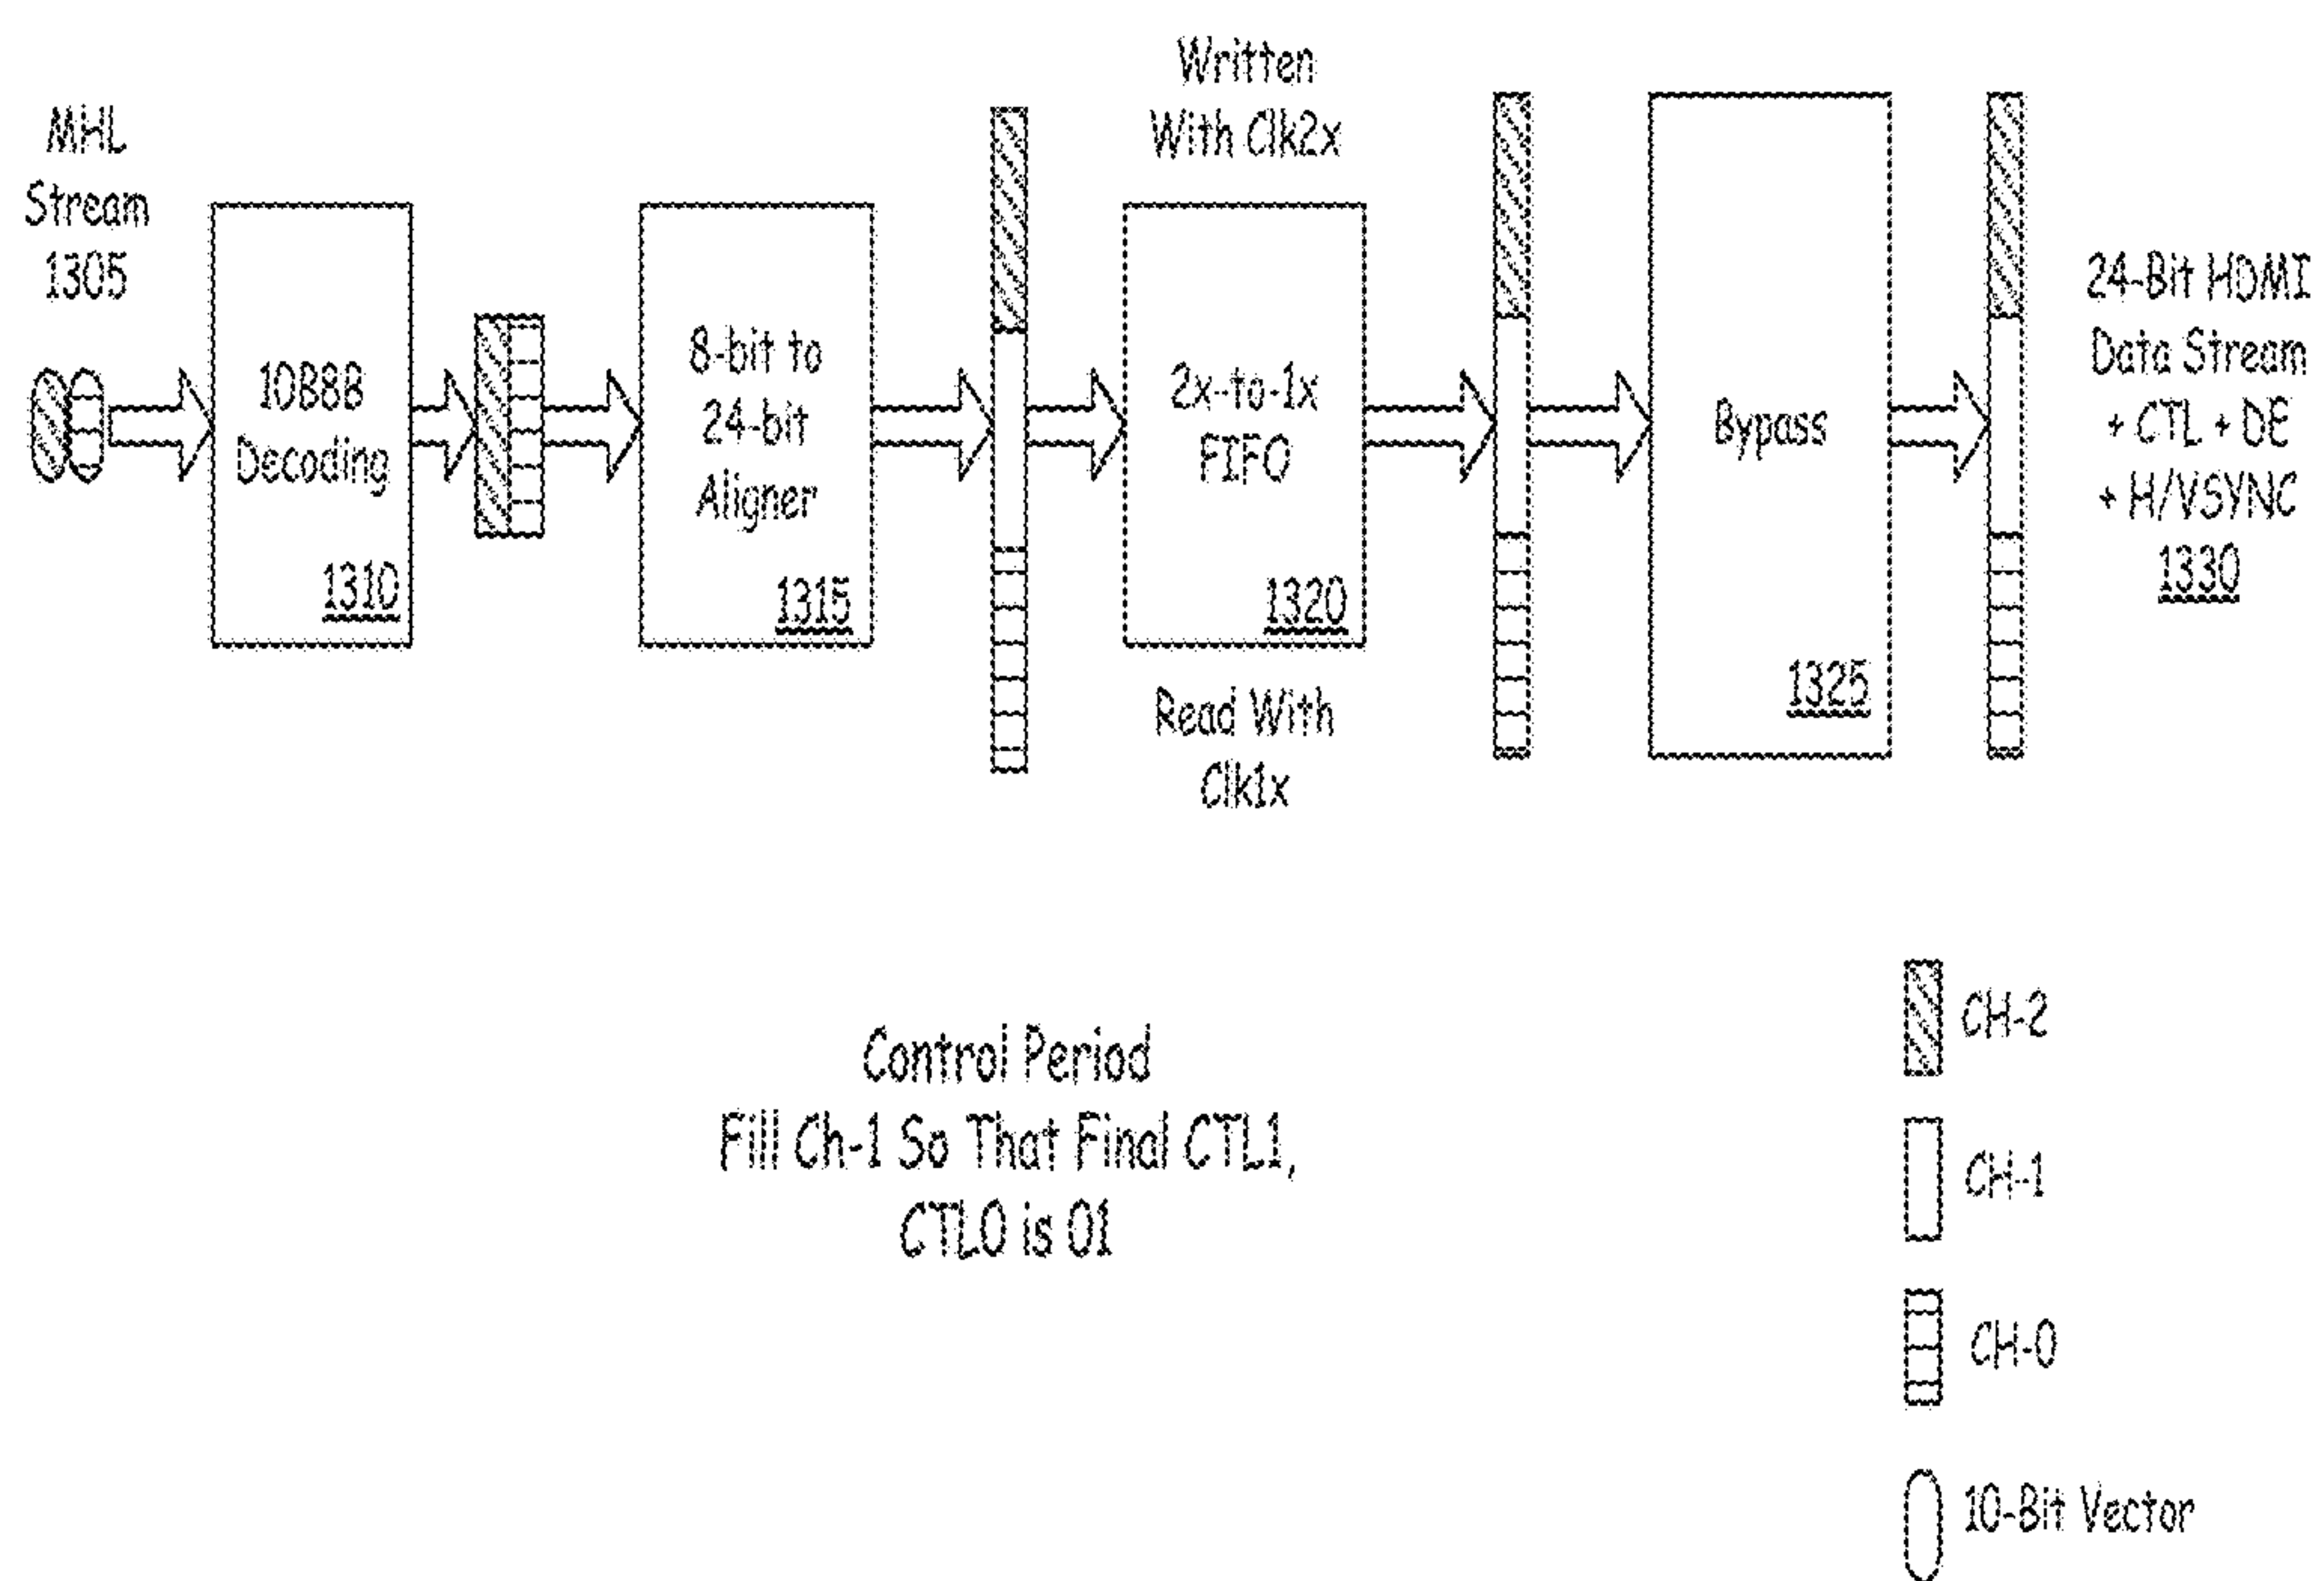 MHL
Stream
1305
10B8B
Decoding
1310
8-bit to
24-bit
Aligner
1315
Written
With Clk2x
2x-to-1x
FIFO
1320
Read With
Clk1x
Bypass
1325
24-Bit HDMI
Data Stream
+ CTL + DE
+ H/VSYNC
1330
Control Period
Fill Ch-1 So That Final CTL1,
CTL0 is 01
CH-2
CH-1
CH-0
10-Bit Vector